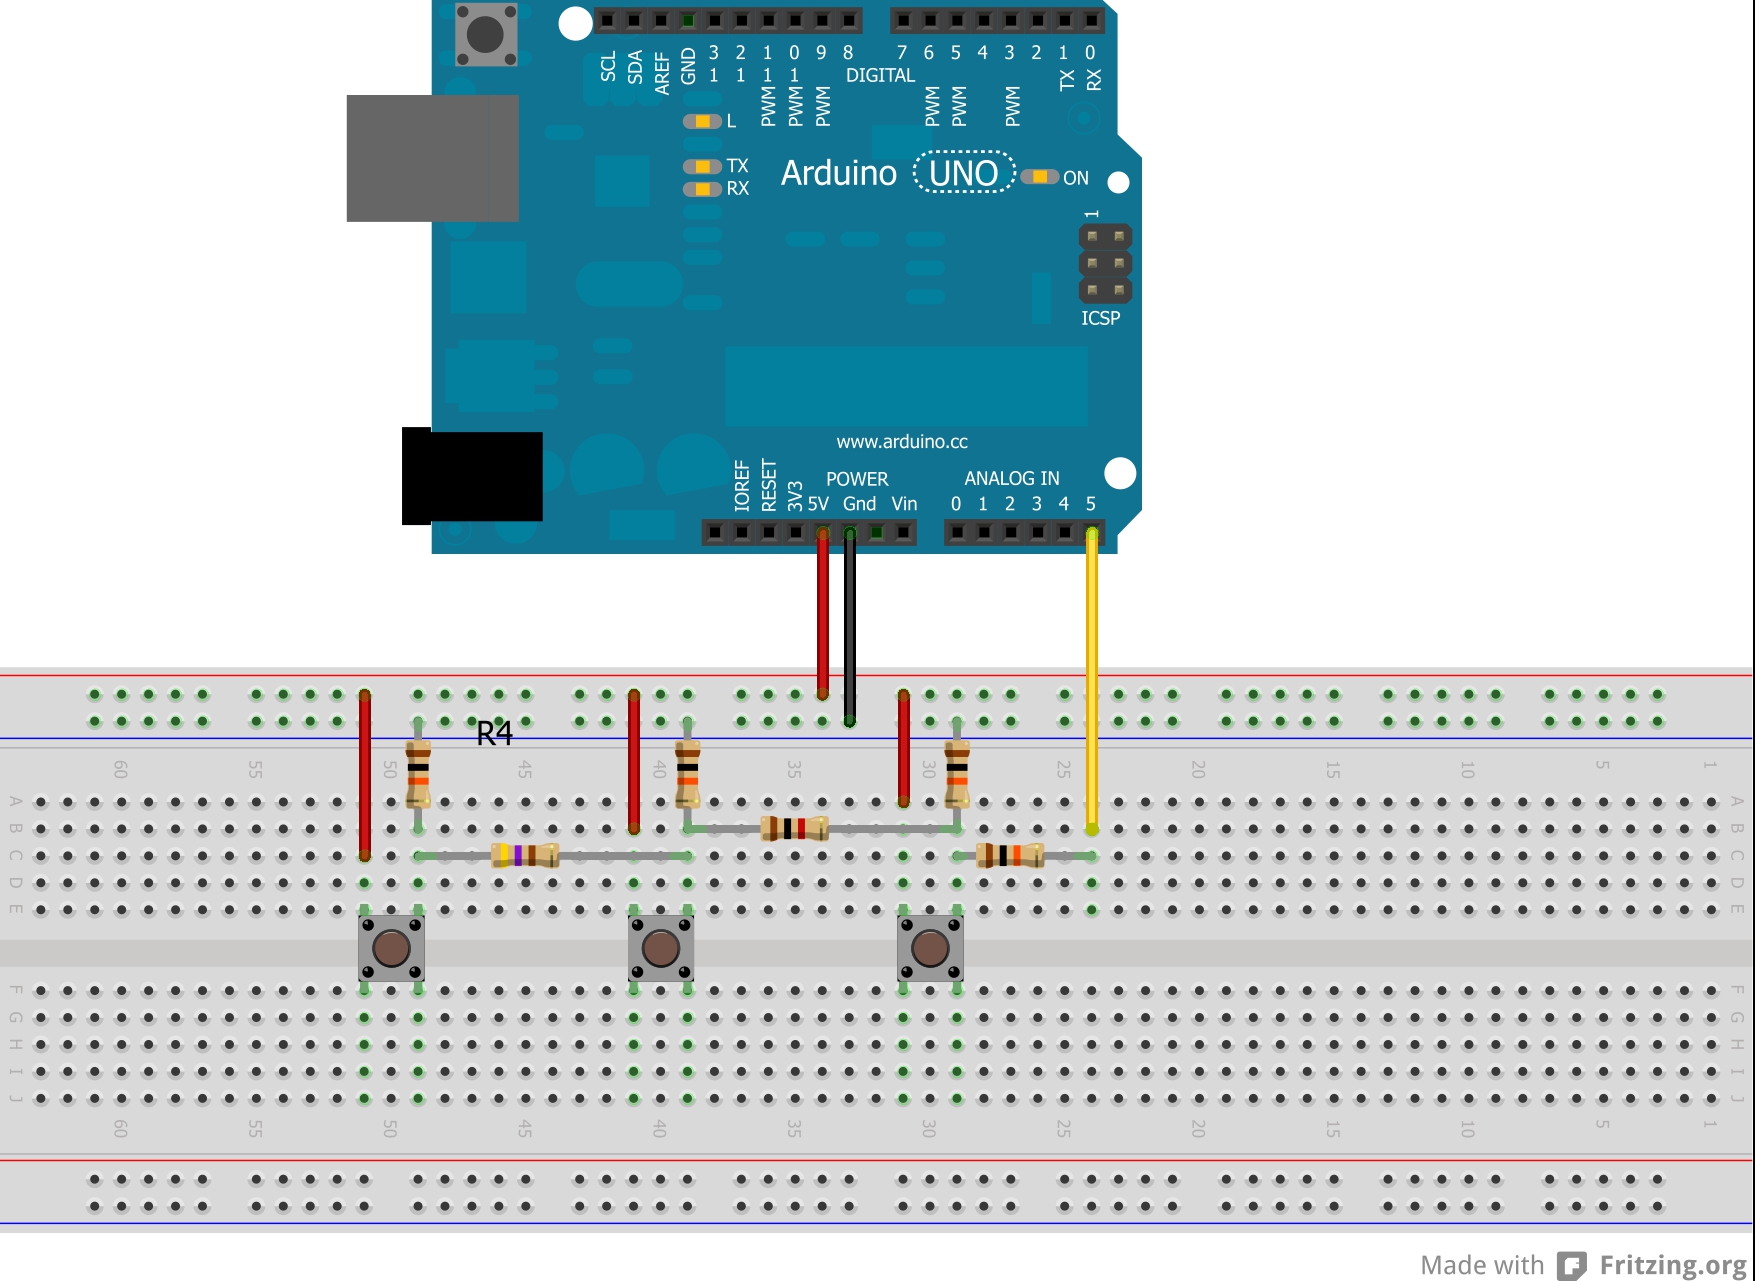 SCL SDA AREF GND 13 12 11 10 9 8 7 6 5 4 3 2 1 0
PWM PWM PWM DIGITAL PWM PWM PWM TX RX
L
TX
RX
Arduino UNO ON
1
ICSP
www.arduino.cc
POWER ANALOG IN
IOREF RESET 3V3 5V Gnd Vin 0 1 2 3 4 5
R4
60 55 50 45 40 35 30 25 20 15 10 5 1
A A
B B
C C
D D
E E
F F
G G
H H
I I
J J
60 55 50 45 40 35 30 25 20 15 10 5 1
Made with Fritzing.org